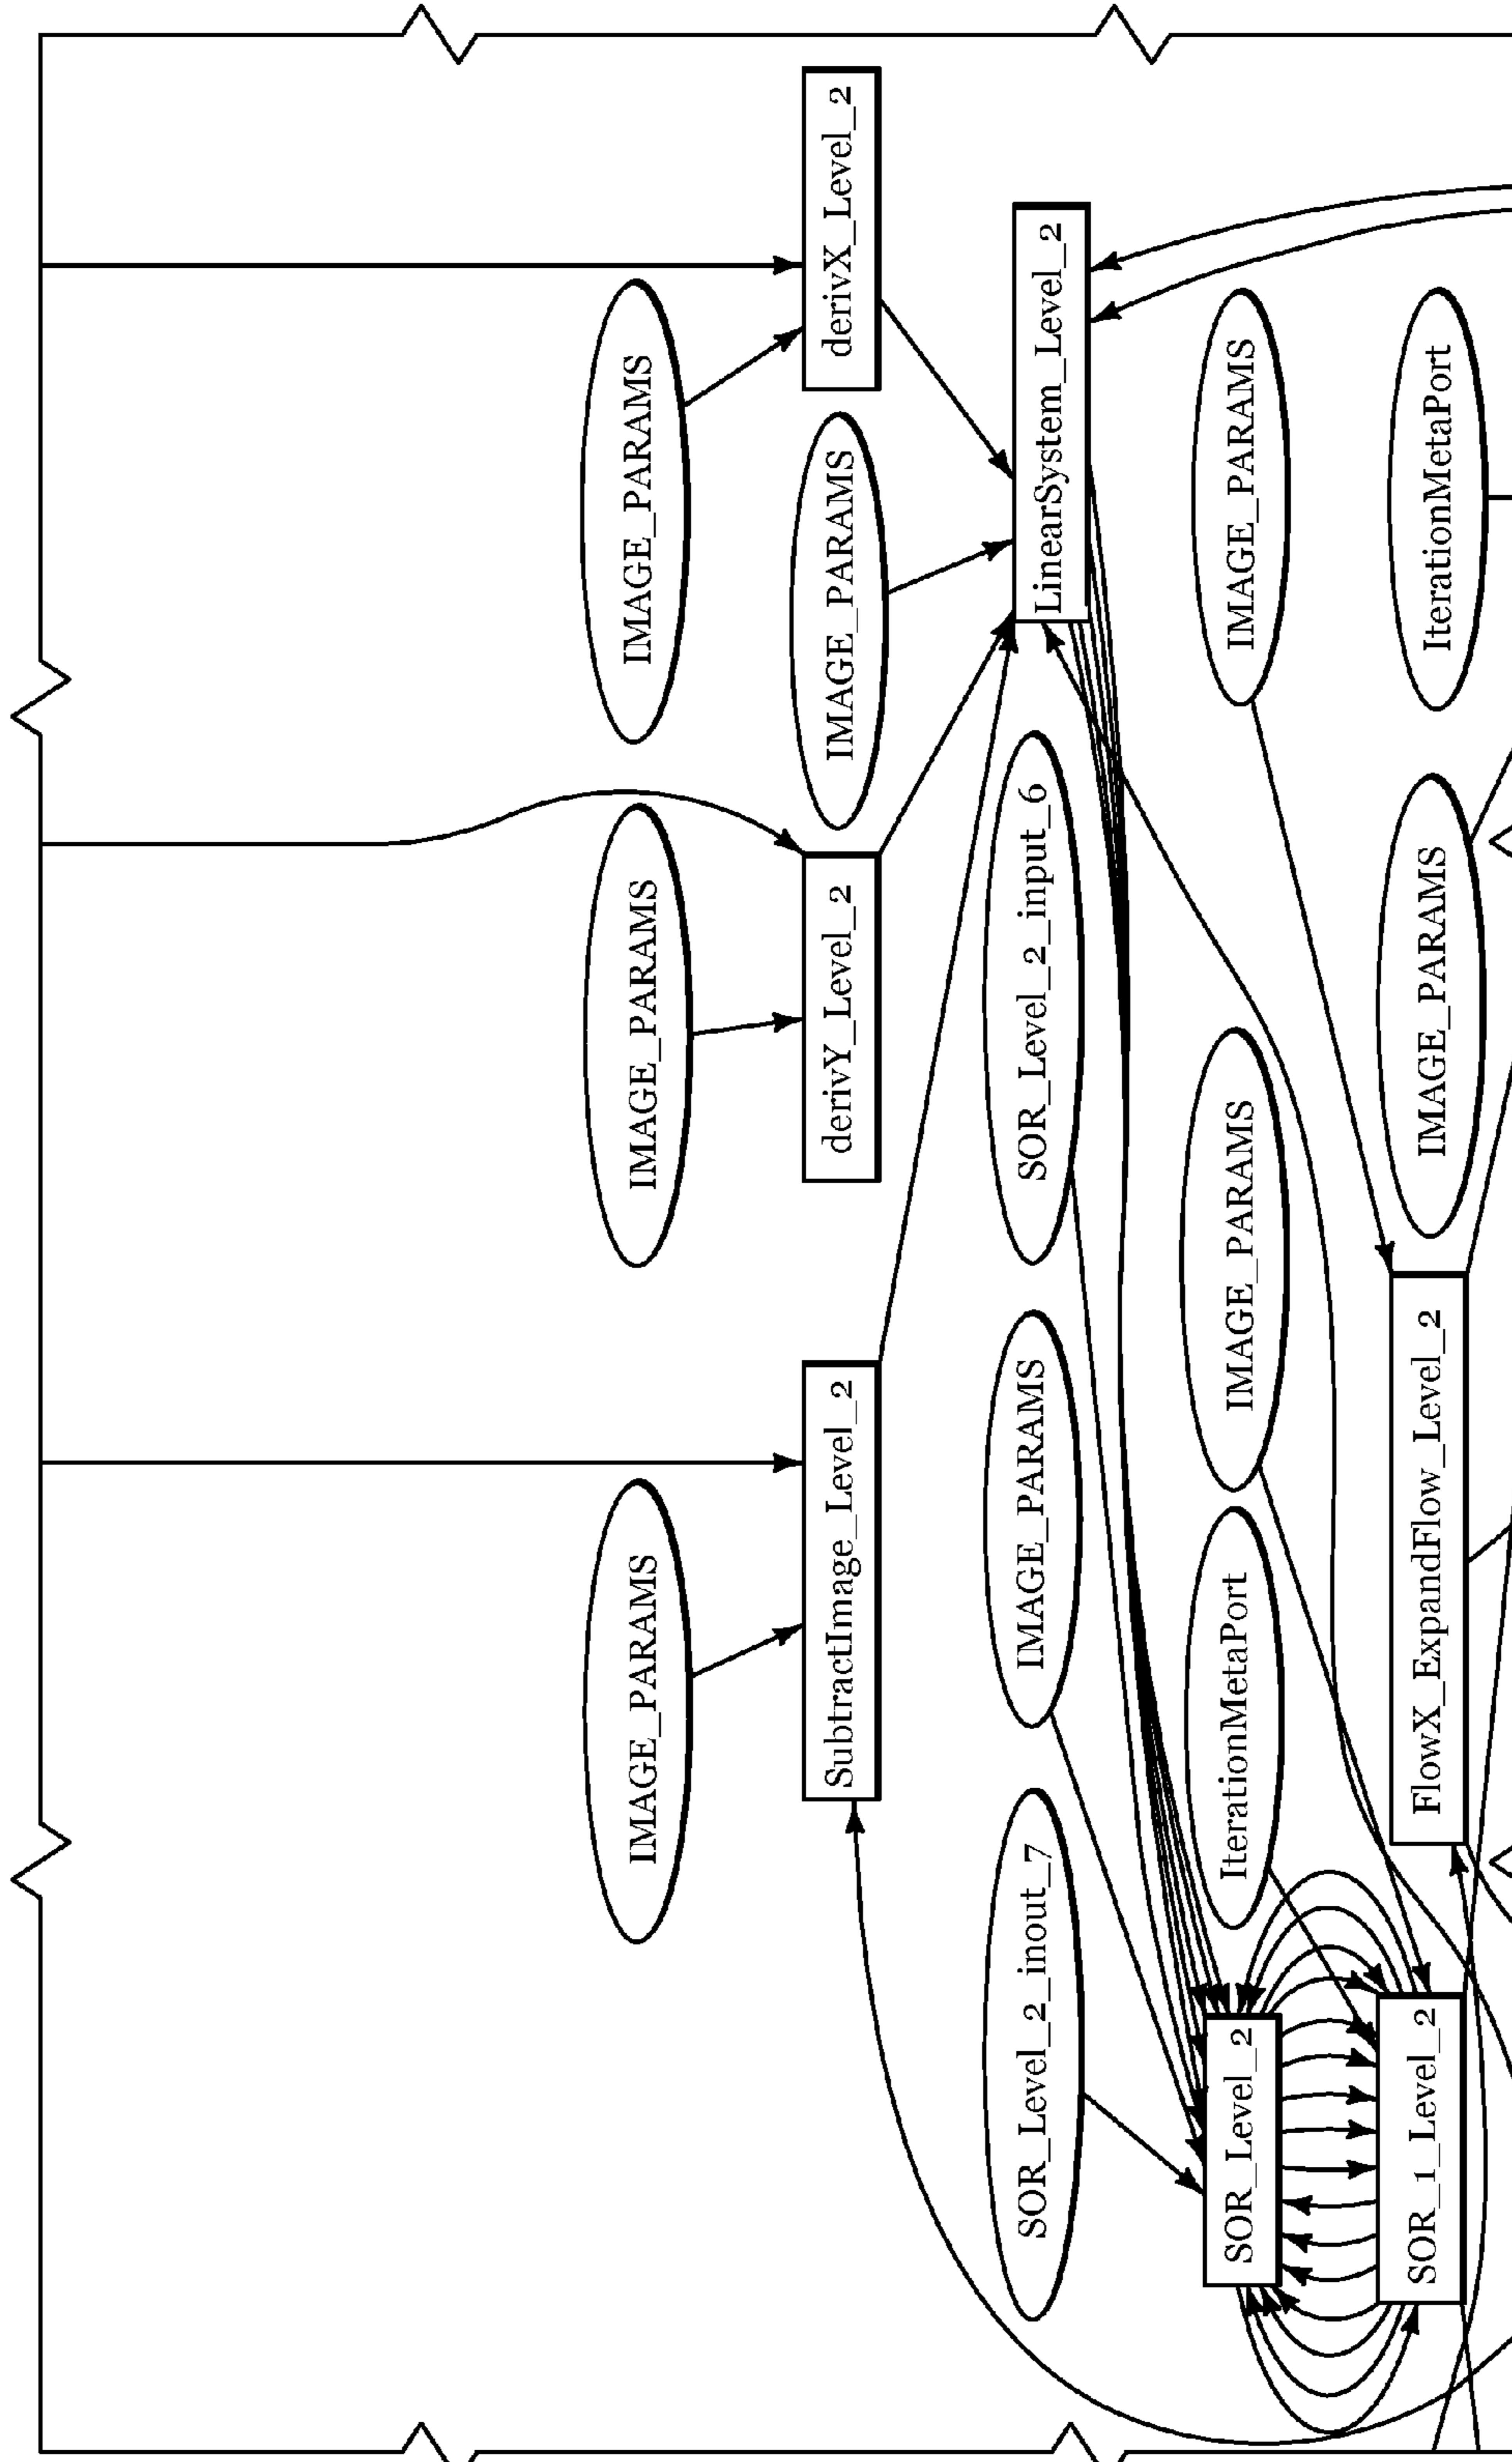 IMAGE_PARAMS
IMAGE_PARAMS
IMAGE_PARAMS
SubtractImage_Level_2
derivY_Level_2
IMAGE_PARAMS
derivX_Level_2
SOR_Level_2_inout_7
IMAGE_PARAMS
SOR_Level_2_input_6
LinearSystem_Level_2
SOR_Level_2
IterationMetaPort
IMAGE_PARAMS
IMAGE_PARAMS
SOR_1_Level_2
FlowX_ExpandFlow_Level_2
IMAGE_PARAMS
IterationMetaPort